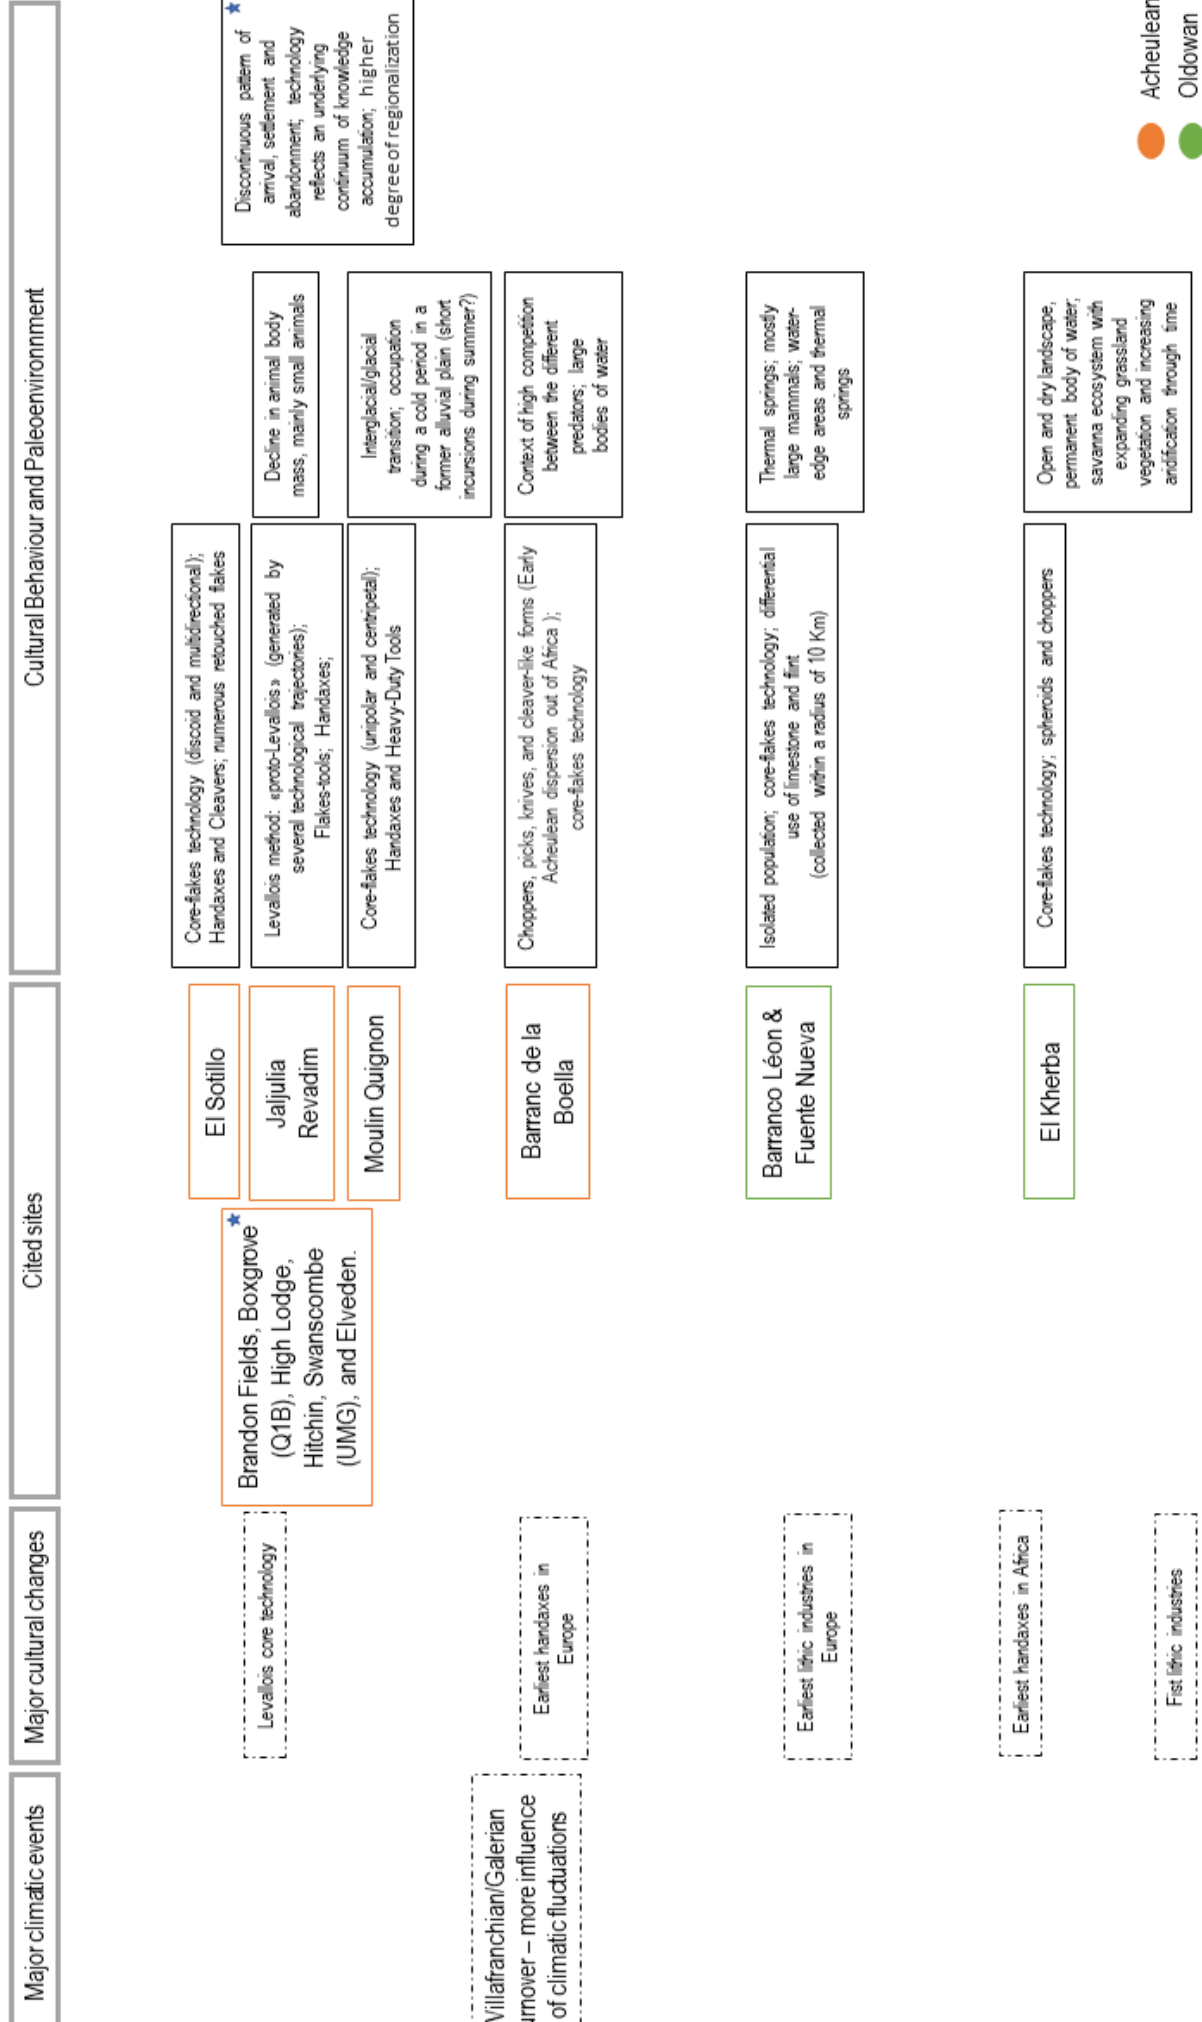 Major climatic events
Major cultural changes
Cited sites
Cultural Behaviour and Paleoenvironnment
Villafranchian/Galerian
urnover – more influence
of climatic fluctuations
Levallois core technology
Earliest handaxes in
Europe
Earliest lithic industries in
Europe
Earliest handaxes in Africa
Fist lithic industries
Brandon Fields, Boxgrove
(Q1B), High Lodge,
Hitchin, Swanscombe
(UMG), and Elveden.
El Sotillo
Jaljulia
Revadim
Moulin Quignon
Barranc de la
Boella
Barranco Léon &
Fuente Nueva
El Kherba
Core-flakes technology (discoid and multidirectional);
Handaxes and Cleavers; numerous retouched flakes
Levallois method: «proto-Levallois» (generated by
several technological trajectories);
Flakes-tools; Handaxes;
Core-flakes technology (unipolar and centripetal);
Handaxes and Heavy-Duty Tools
Choppers, picks, knives, and cleaver-like forms (Early
Acheulean dispersion out of Africa );
core-flakes technology
Isolated population; core-flakes technology; differential
use of limestone and flint
(collected within a radius of 10 Km)
Core-flakes technology; spheroids and choppers
Decline in animal body
mass, mainly small animals
Interglacial/glacial
transition; occupation
during a cold period in a
former alluvial plain (short
incursions during summer?)
Context of high competition
between the different
predators; large
bodies of water
Thermal springs; mostly
large mammals; water-
edge areas and thermal
springs
Open and dry landscape,
permanent body of water;
savanna ecosystem with
expanding grassland
vegetation and increasing
aridification through time
Discontinuous pattern of
arrival, settlement and
abandonment; technology
reflects an underlying
continuum of knowledge
accumulation; higher
degree of regionalization
Acheulean
Oldowan